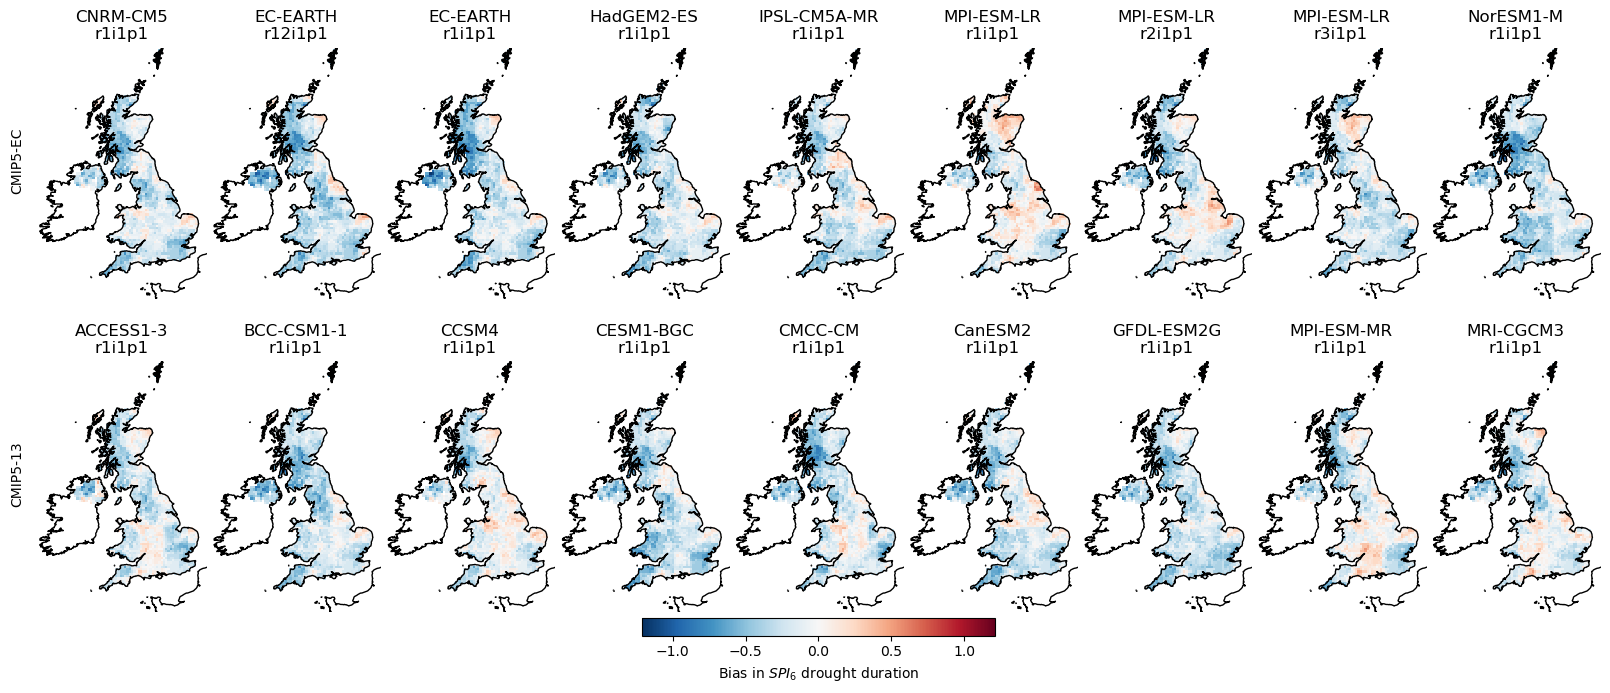 CNRM-CM5 EC-EARTH EC-EARTH HadGEM2-ES IPSL-CM5A-MR MPI-ESM-LR MPI-ESM-LR MPI-ESM-LR NorESM1-M
r1i1p1 r12i1p1 r1i1p1 r1i1p1 r1i1p1 r1i1p1 r2i1p1 r3i1p1 r1i1p1
CMIP5-EC
ACCESS1-3 BCC-CSM1-1 CCSM4 CESM1-BGC CMCC-CM CanESM2 GFDL-ESM2G MPI-ESM-MR MRI-CGCM3
r1i1p1 r1i1p1 r1i1p1 r1i1p1 r1i1p1 r1i1p1 r1i1p1 r1i1p1 r1i1p1
CMIP5-13
−1.0 −0.5 0.0 0.5 1.0
Bias in SPI₆ drought duration